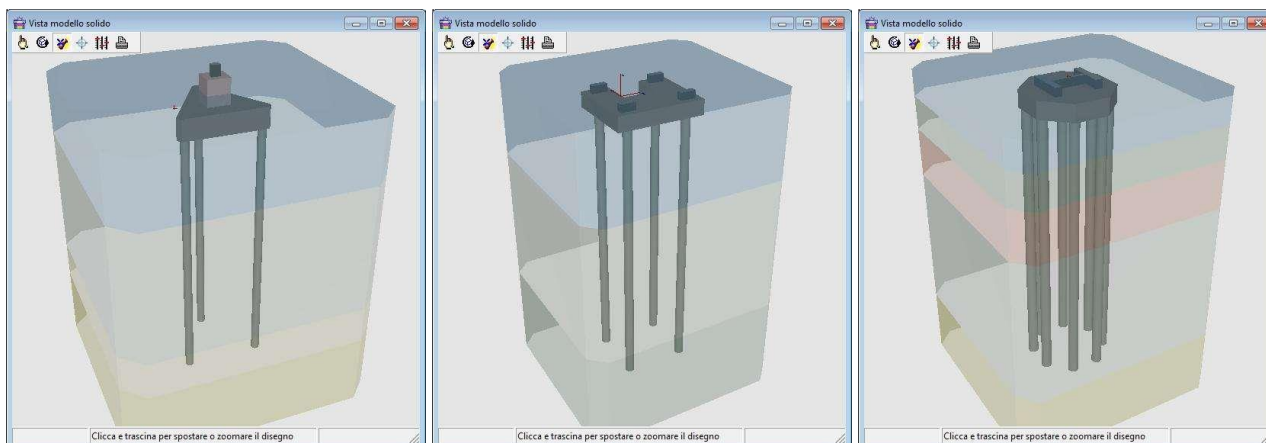 Vista modello solido
Vista modello solido
Vista modello solido
Clicca e trascina per spostare o zoomare il disegno
Clicca e trascina per spostare o zoomare il disegno
Clicca e trascina per spostare o zoomare il disegno